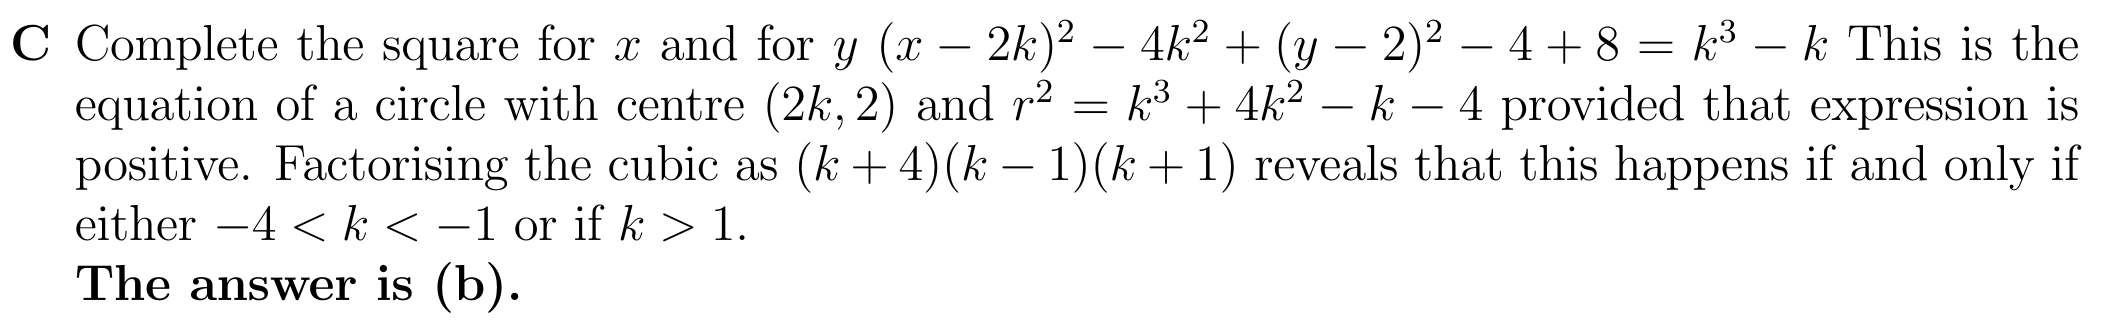 C Complete the square for x and for y (x − 2k)² − 4k² + (y − 2)² − 4 + 8 = k³ − k This is the
equation of a circle with centre (2k, 2) and r² = k³ + 4k² − k − 4 provided that expression is
positive. Factorising the cubic as (k + 4)(k − 1)(k + 1) reveals that this happens if and only if
either −4 < k < −1 or if k > 1.
The answer is (b).